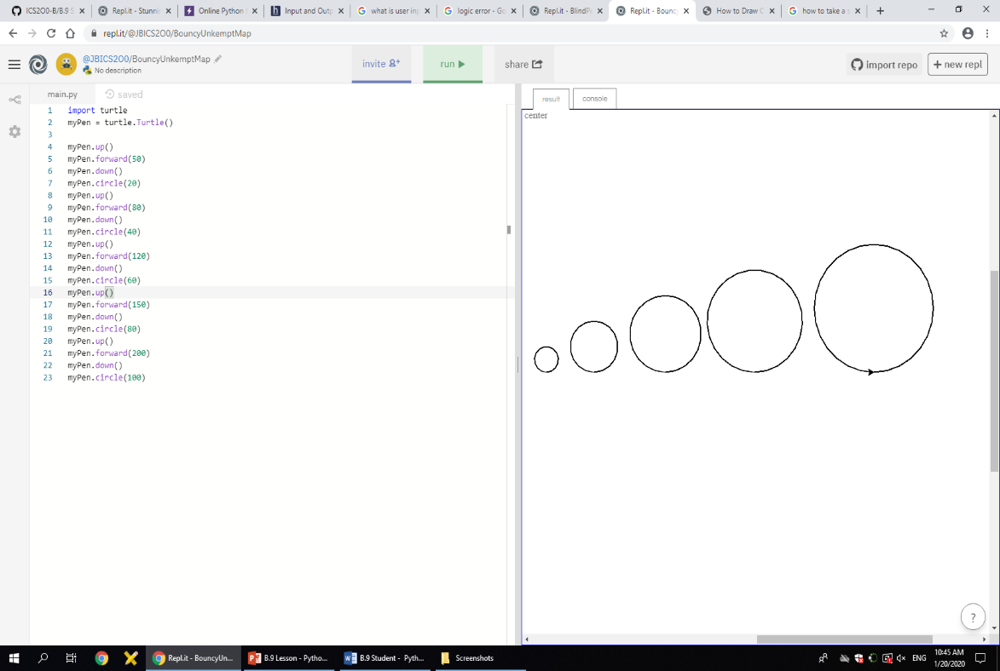 ICS2O0-B/B.9 S
Repl.it - Stunni
Online Python
Input and Outp
what is user inp
logic error - Go
Repl.it - BlindPe
Repl.it - Bounc
How to Draw C
how to take a s
repl.it/@JBICS2O0/BouncyUnkemptMap
@JBICS2O0/BouncyUnkemptMap
No description
invite
run
share
import repo
+ new repl
main.py
saved
result
console
center
1 import turtle
2 myPen = turtle.Turtle()
3
4 myPen.up()
5 myPen.forward(50)
6 myPen.down()
7 myPen.circle(20)
8 myPen.up()
9 myPen.forward(80)
10 myPen.down()
11 myPen.circle(40)
12 myPen.up()
13 myPen.forward(120)
14 myPen.down()
15 myPen.circle(60)
16 myPen.up()
17 myPen.forward(150)
18 myPen.down()
19 myPen.circle(80)
20 myPen.up()
21 myPen.forward(200)
22 myPen.down()
23 myPen.circle(100)
?
Repl.it - BouncyUn...
B.9 Lesson - Pytho...
B.9 Student - Pyth...
Screenshots
ENG
10:45 AM
1/20/2020